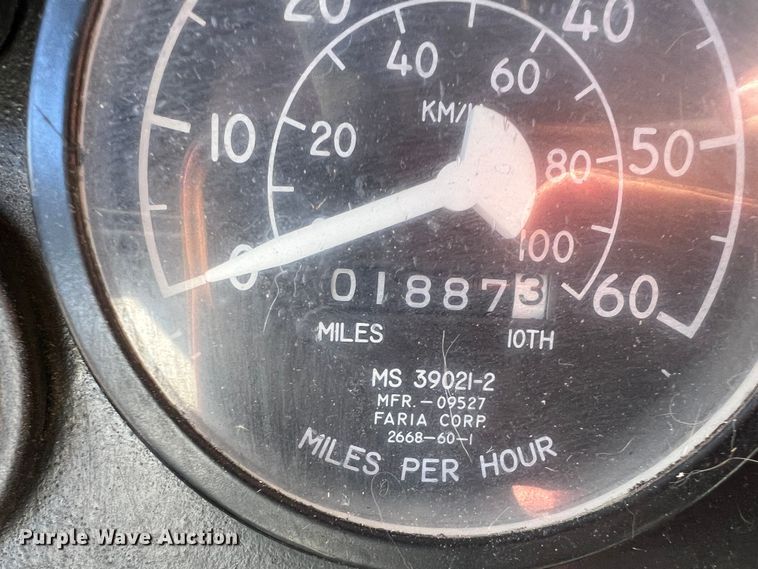 20
40
40
60
KM/
10
20
80
50
0
100
60
018873
MILES 10TH
MS 39021-2
MFR.-09527
FARIA CORP.
2668-60-1
MILES PER HOUR
Purple Wave Auction